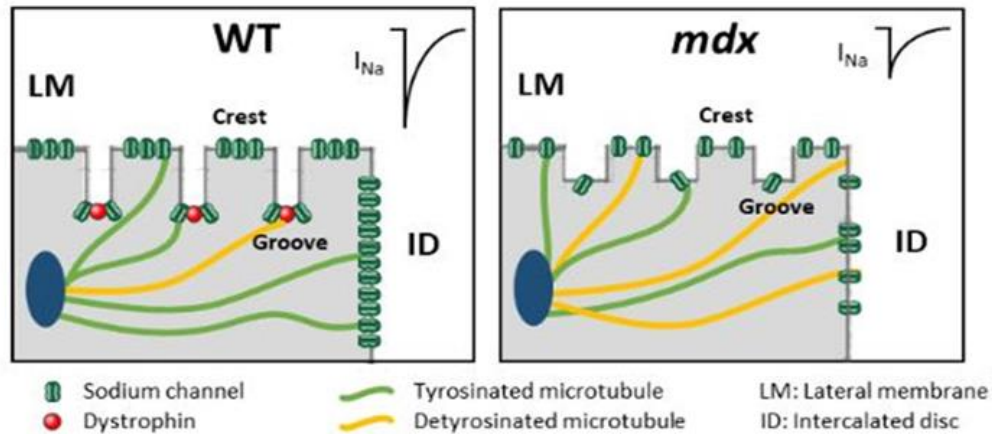 WT
I_Na
LM
Crest
Groove
ID
mdx
I_Na
LM
Crest
Groove
ID
Sodium channel
Tyrosinated microtubule
LM: Lateral membrane
Dystrophin
Detyrosinated microtubule
ID: Intercalated disc